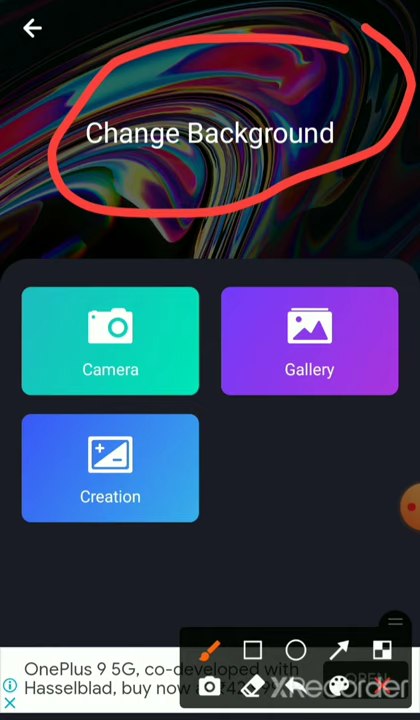 Change Background
Camera
Gallery
Creation
OnePlus 9 5G, co-developed with
Hasselblad, buy now
XRecorder